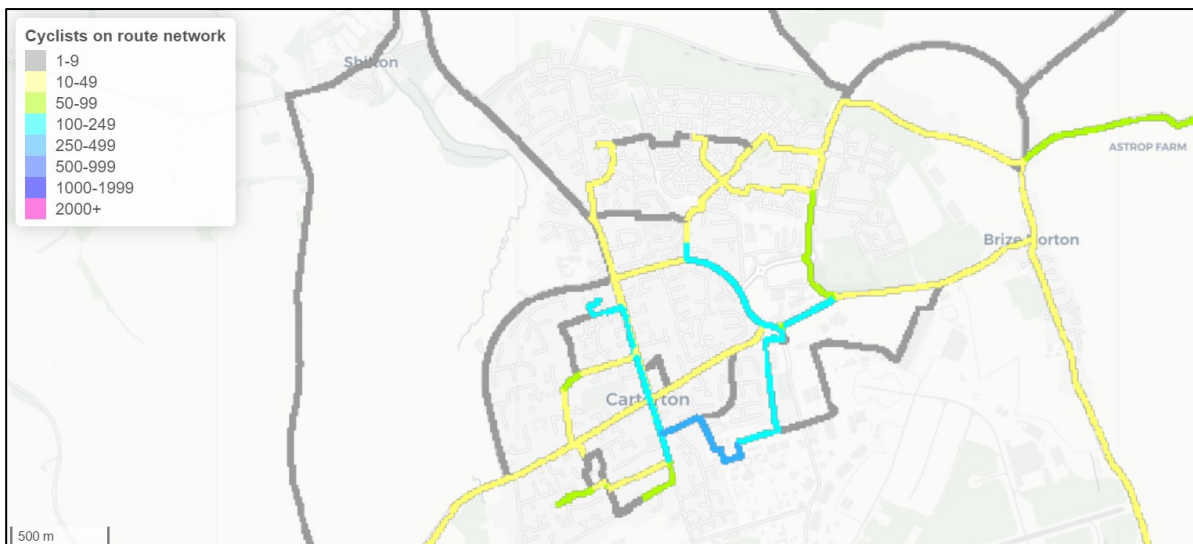 Cyclists on route network
1-9
10-49
50-99
100-249
250-499
500-999
1000-1999
2000+
Shilton
ASTROP FARM
Brize Norton
Carterton
500 m